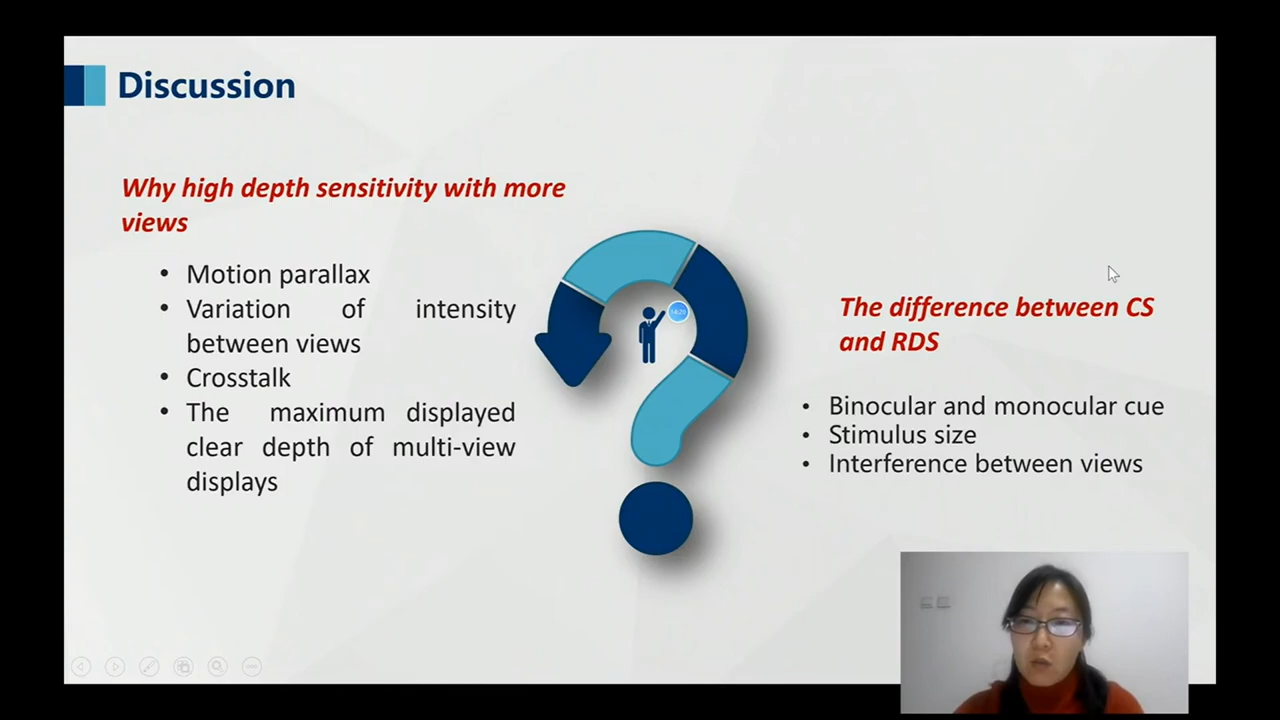 Discussion
Why high depth sensitivity with more
views
• Motion parallax
• Variation of intensity
between views
• Crosstalk
• The maximum displayed
clear depth of multi-view
displays
The difference between CS
and RDS
• Binocular and monocular cue
• Stimulus size
• Interference between views